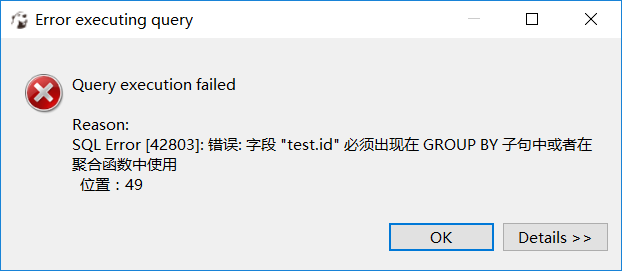 Error executing query
Query execution failed
Reason:
SQL Error [42803]: 错误: 字段 "test.id" 必须出现在 GROUP BY 子句中或者在
聚合函数中使用
位置：49
OK
Details >>